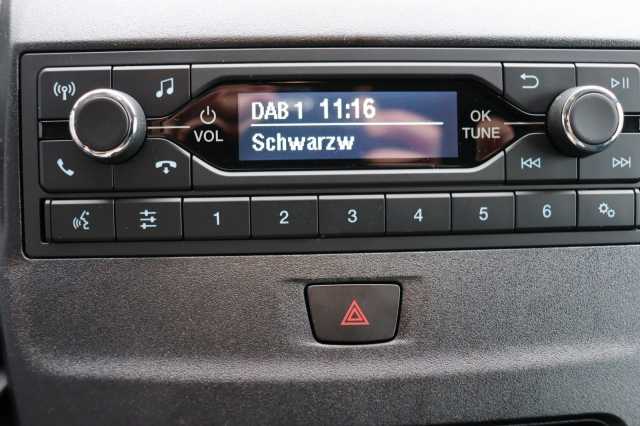 DAB 1 11:16
Schwarzw
VOL
OK
TUNE
1 2 3 4 5 6